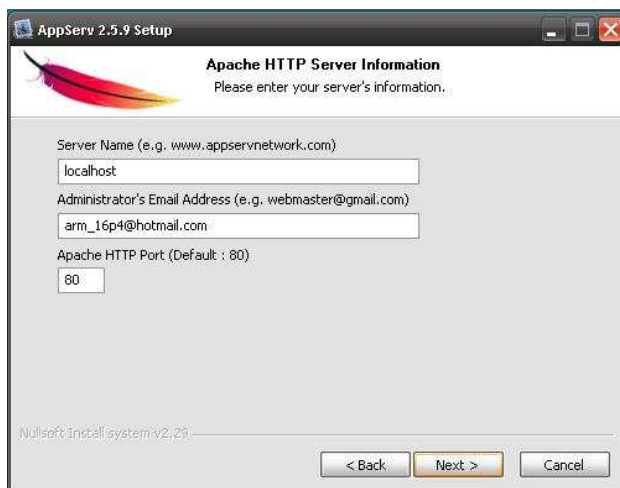 AppServ 2.5.9 Setup
Apache HTTP Server Information
Please enter your server's information.
Server Name (e.g. www.appservnetwork.com)
localhost
Administrator's Email Address (e.g. webmaster@gmail.com)
arm_16p4@hotmail.com
Apache HTTP Port (Default : 80)
80
Nullsoft Install system v2.29
< Back Next > Cancel